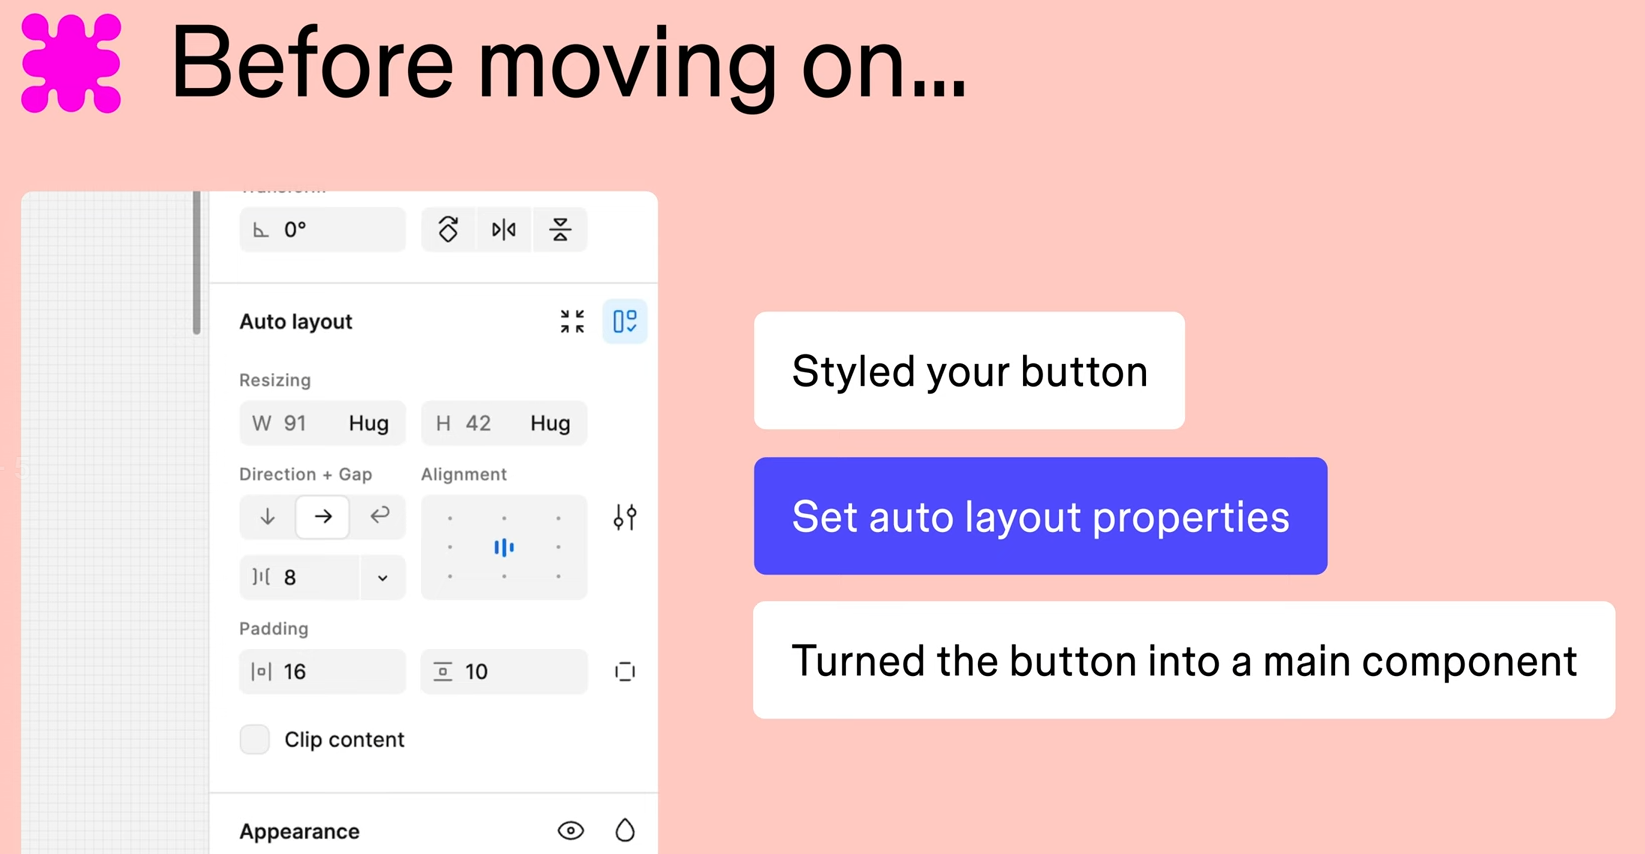 Before moving on...
0°
Auto layout
Resizing
W 91 Hug H 42 Hug
Direction + Gap Alignment
8
Padding
16 10
Clip content
Appearance
Styled your button
Set auto layout properties
Turned the button into a main component